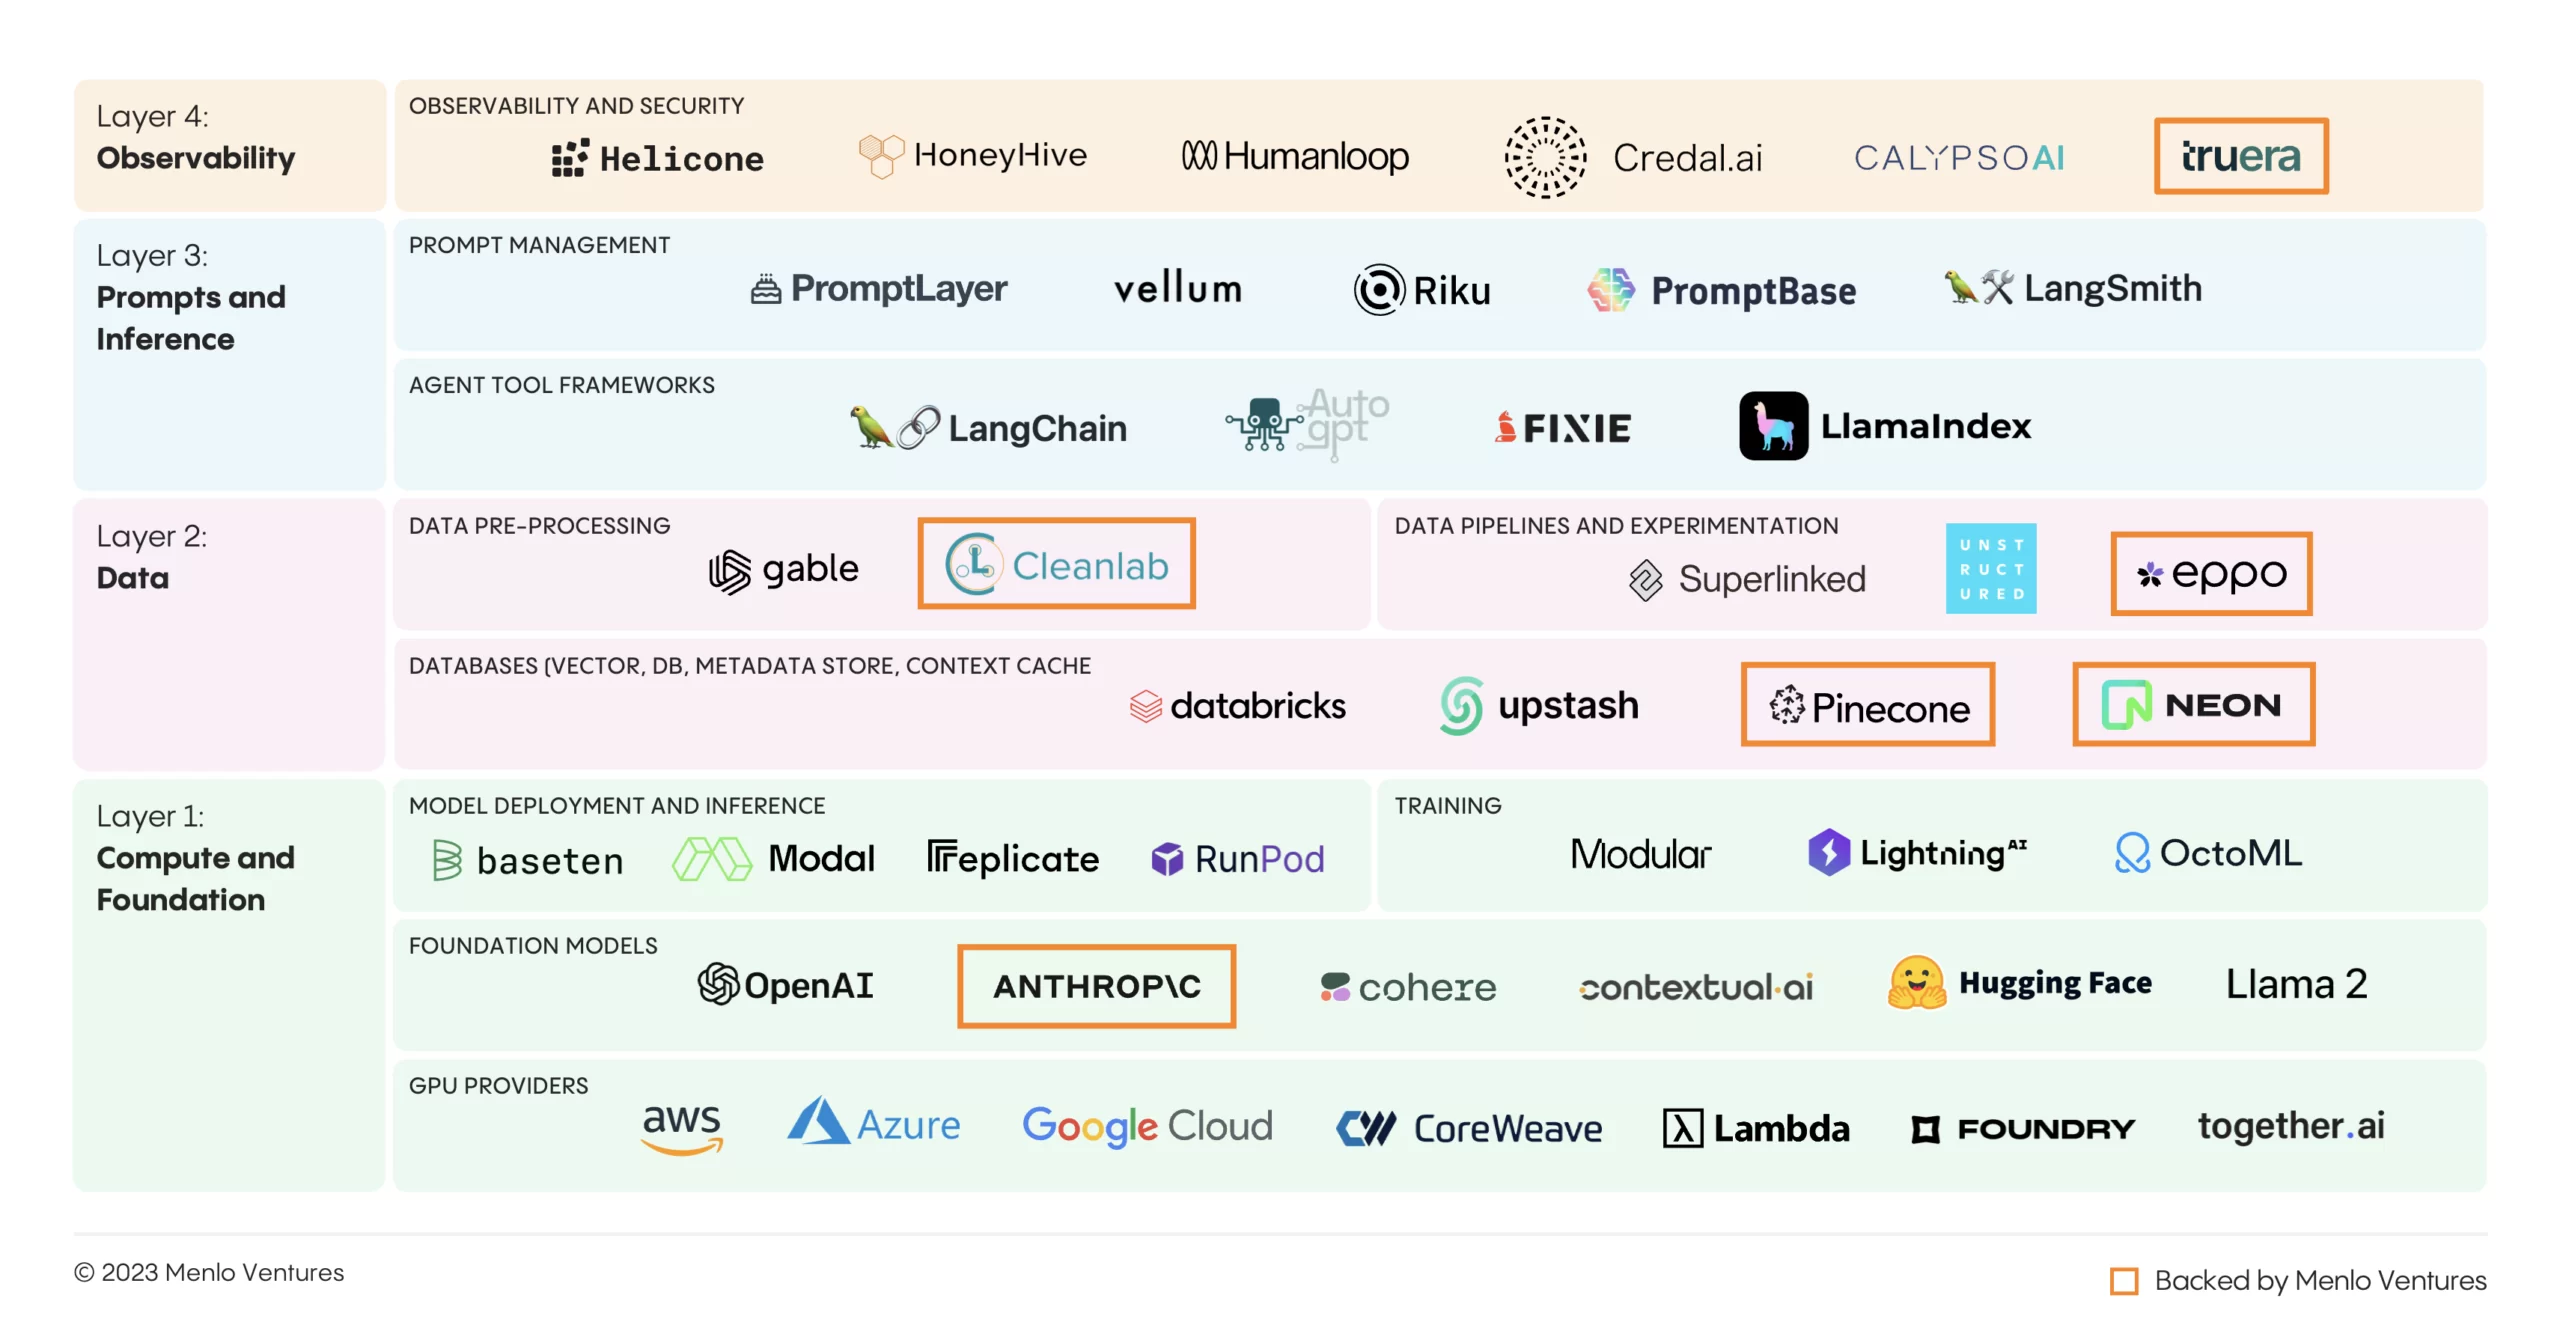 Layer 4:
Observability
OBSERVABILITY AND SECURITY
Helicone
HoneyHive
Humanloop
Credal.ai
CALYPSOAI
truera
Layer 3:
Prompts and
Inference
PROMPT MANAGEMENT
PromptLayer
vellum
Riku
PromptBase
LangSmith
AGENT TOOL FRAMEWORKS
LangChain
Auto
gpt
FIXIE
LlamaIndex
Layer 2:
Data
DATA PRE-PROCESSING
gable
CL Cleanlab
DATA PIPELINES AND EXPERIMENTATION
Superlinked
UNST
RUCT
URED
eppo
DATABASES (VECTOR, DB, METADATA STORE, CONTEXT CACHE
databricks
upstash
Pinecone
NEON
Layer 1:
Compute and
Foundation
MODEL DEPLOYMENT AND INFERENCE
baseten
Modal
Replicate
RunPod
TRAINING
Modular
Lightning AI
OctoML
FOUNDATION MODELS
OpenAI
ANTHROP\C
cohere
contextual·ai
Hugging Face
Llama 2
GPU PROVIDERS
aws
Azure
Google Cloud
CoreWeave
λ Lambda
FOUNDRY
together.ai
© 2023 Menlo Ventures
Backed by Menlo Ventures